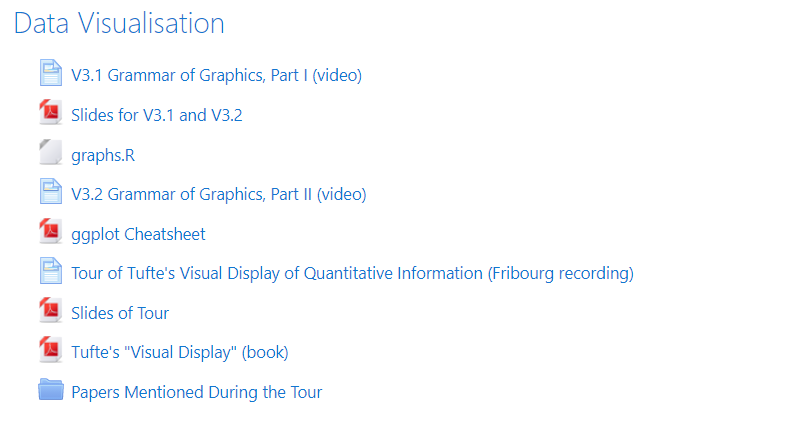 Data Visualisation
V3.1 Grammar of Graphics, Part I (video)
Slides for V3.1 and V3.2
graphs.R
V3.2 Grammar of Graphics, Part II (video)
ggplot Cheatsheet
Tour of Tufte's Visual Display of Quantitative Information (Fribourg recording)
Slides of Tour
Tufte's "Visual Display" (book)
Papers Mentioned During the Tour